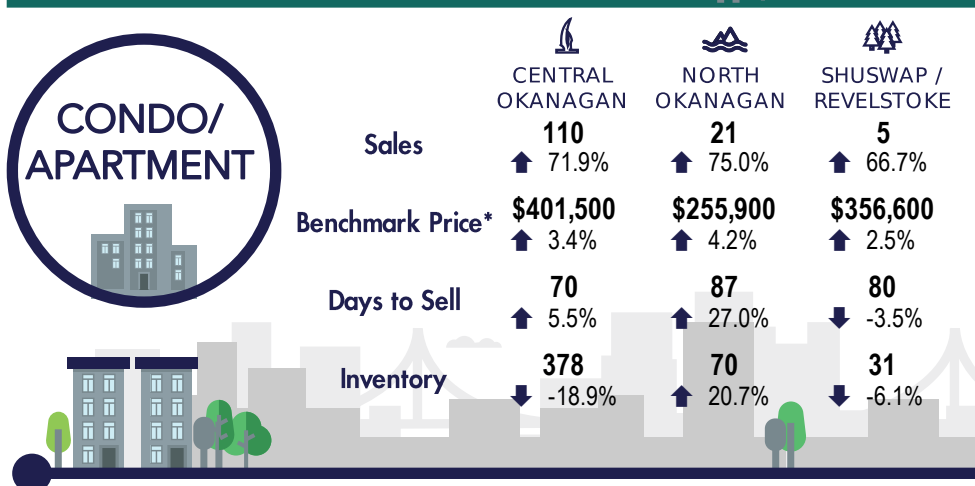 CENTRAL OKANAGAN
NORTH OKANAGAN
SHUSWAP / REVELSTOKE
CONDO/
APARTMENT
Sales
110
21
5
71.9%
75.0%
66.7%
Benchmark Price*
$401,500
$255,900
$356,600
3.4%
4.2%
2.5%
Days to Sell
70
87
80
5.5%
27.0%
-3.5%
Inventory
378
70
31
-18.9%
20.7%
-6.1%